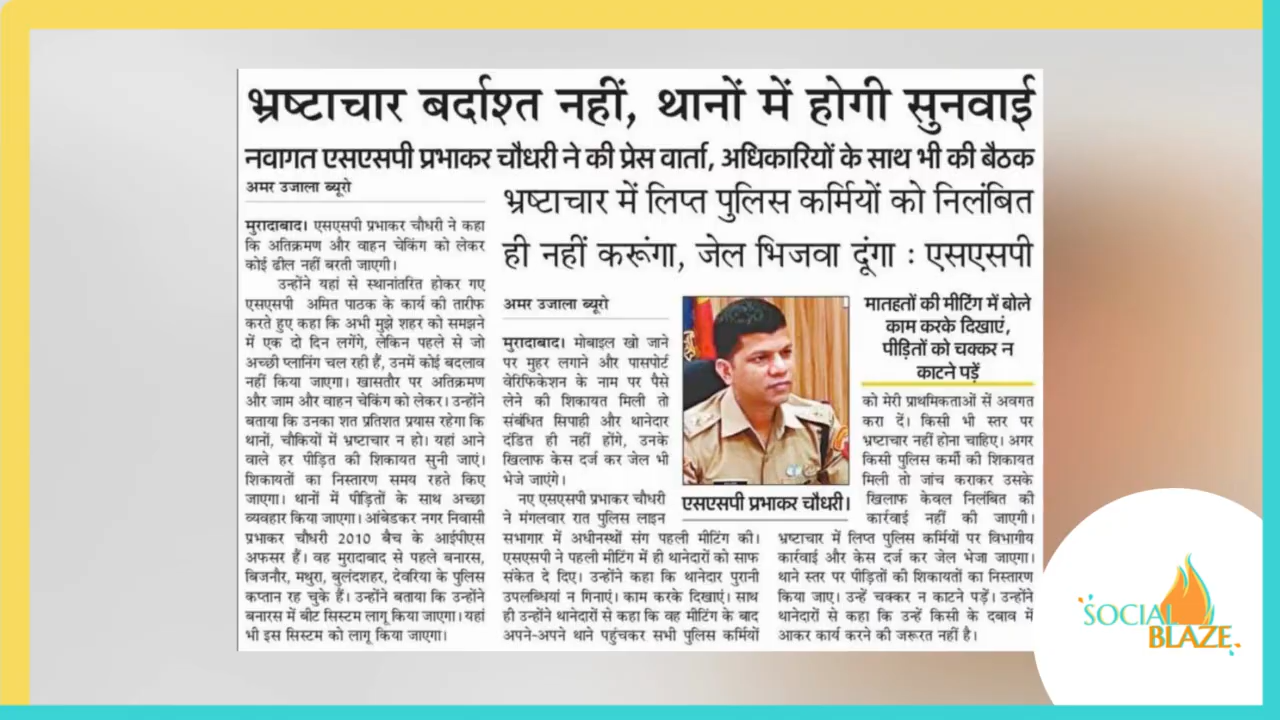 भ्रष्टाचार बर्दाश्त नहीं, थानों में होगी सुनवाई
नवागत एसएसपी प्रभाकर चौधरी ने की प्रेस वार्ता, अधिकारियों के साथ भी की बैठक
अमर उजाला ब्यूरो
मुरादाबाद। एसएसपी प्रभाकर चौधरी ने कहा
कि अतिक्रमण और वाहन चेकिंग को लेकर
कोई ढील नहीं बरती जाएगी।
उन्होंने यहां से स्थानांतरित होकर गए
एसएसपी अमित पाठक के कार्य की तारीफ
करते हुए कहा कि अभी मुझे शहर को समझने
में एक दो दिन लगेंगे, लेकिन पहले से जो
अच्छी प्लानिंग चल रही हैं, उनमें कोई बदलाव
नहीं किया जाएगा। खासतौर पर अतिक्रमण
और जाम और वाहन चेकिंग को लेकर। उन्होंने
बताया कि उनका शत प्रतिशत प्रयास रहेगा कि
थानों, चौकियों में भ्रष्टाचार न हो। यहां आने
वाले हर पीड़ित की शिकायत सुनी जाएं।
शिकायतों का निस्तारण समय रहते किए
जाएगा। थानों में पीड़ितों के साथ अच्छा
व्यवहार किया जाएगा। आंबेडकर नगर निवासी
प्रभाकर चौधरी 2010 बैच के आईपीएस
अफसर हैं। वह मुरादाबाद से पहले बनारस,
बिजनौर, मथुरा, बुलंदशहर, देवरिया के पुलिस
कप्तान रह चुके हैं। उन्होंने बताया कि उन्होंने
बनारस में बीट सिस्टम लागू किया जाएगा। यहां
भी इस सिस्टम को लागू किया जाएगा।
भ्रष्टाचार में लिप्त पुलिस कर्मियों को निलंबित
ही नहीं करूंगा, जेल भिजवा दूंगा : एसएसपी
अमर उजाला ब्यूरो
मुरादाबाद। मोबाइल खो जाने
पर मुहर लगाने और पासपोर्ट
वेरिफिकेशन के नाम पर पैसे
लेने की शिकायत मिली तो
संबंधित सिपाही और थानेदार
दंडित ही नहीं होंगे, उनके
खिलाफ केस दर्ज कर जेल भी
भेजे जाएंगे।
नए एसएसपी प्रभाकर चौधरी
ने मंगलवार रात पुलिस लाइन
सभागार में अधीनस्थों संग पहली मीटिंग की।
एसएसपी ने पहली मीटिंग में ही थानेदारों को साफ
संकेत दे दिए। उन्होंने कहा कि थानेदार पुरानी
उपलब्धियां न गिनाएं। काम करके दिखाएं। साथ
ही उन्होंने थानेदारों से कहा कि वह मीटिंग के बाद
अपने-अपने थाने पहुंचकर सभी पुलिस कर्मियों
एसएसपी प्रभाकर चौधरी।
मातहतों की मीटिंग में बोले
काम करके दिखाएं,
पीड़ितों को चक्कर न
काटने पड़ें
को मेरी प्राथमिकताओं सें अवगत
करा दें। किसी भी स्तर पर
भ्रष्टाचार नहीं होना चाहिए। अगर
किसी पुलिस कर्मी की शिकायत
मिली तो जांच कराकर उसके
खिलाफ केवल निलंबित की
कार्रवाई नहीं की जाएगी।
भ्रष्टाचार में लिप्त पुलिस कर्मियों पर विभागीय
कार्रवाई और केस दर्ज कर जेल भेजा जाएगा।
थाने स्तर पर पीड़ितों की शिकायतों का निस्तारण
किया जाए। उन्हें चक्कर न काटने पड़ें। उन्होंने
थानेदारों से कहा कि उन्हें किसी के दबाव में
आकर कार्य करने की जरूरत नहीं है।
SOCIAL
BLAZE